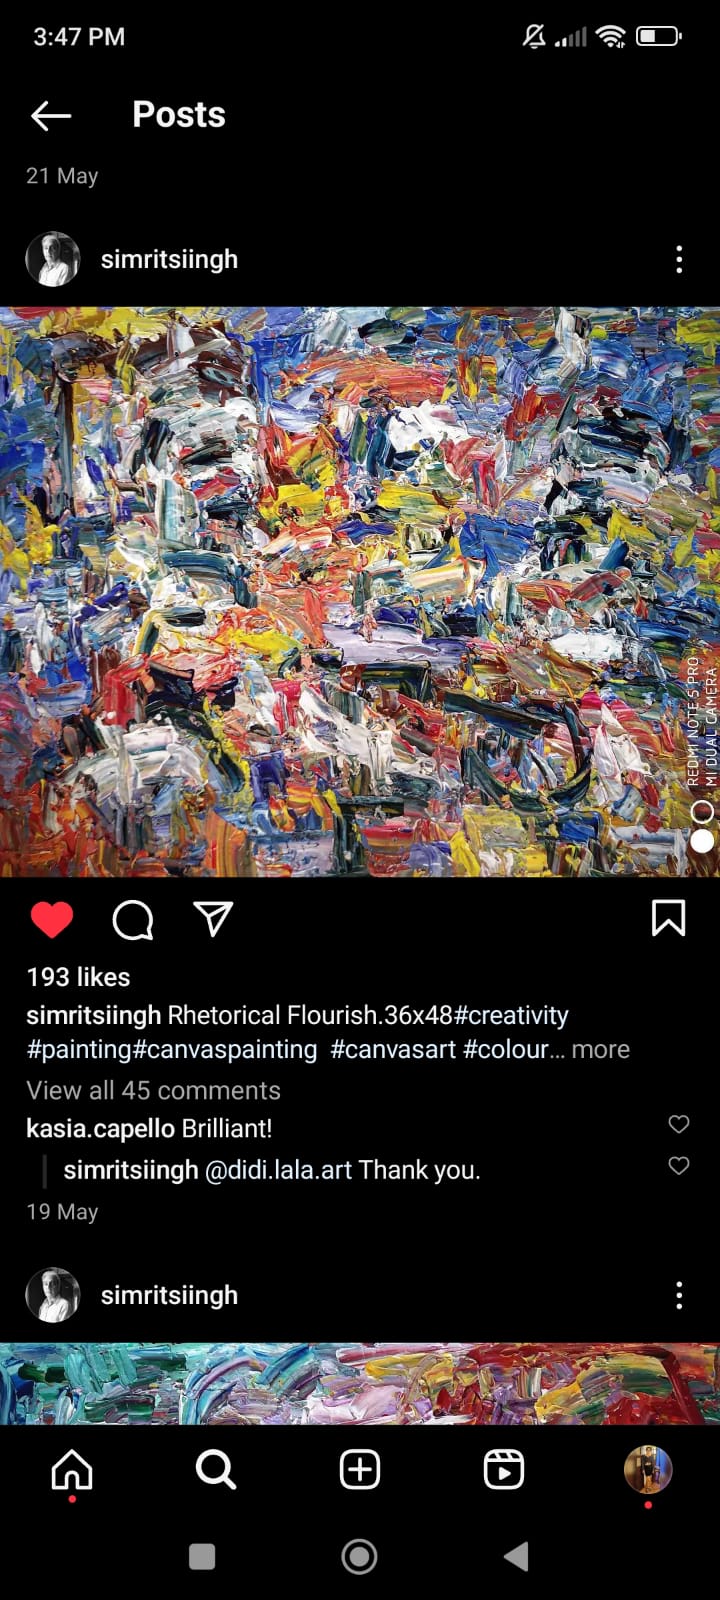 3:47 PM
Posts
21 May
simritsiingh
REDMI NOTE 5 PRO
MI DUAL CAMERA
193 likes
simritsiingh Rhetorical Flourish.36x48#creativity
#painting#canvaspainting #canvasart #colour... more
View all 45 comments
kasia.capello Brilliant!
simritsiingh @didi.lala.art Thank you.
19 May
simritsiingh